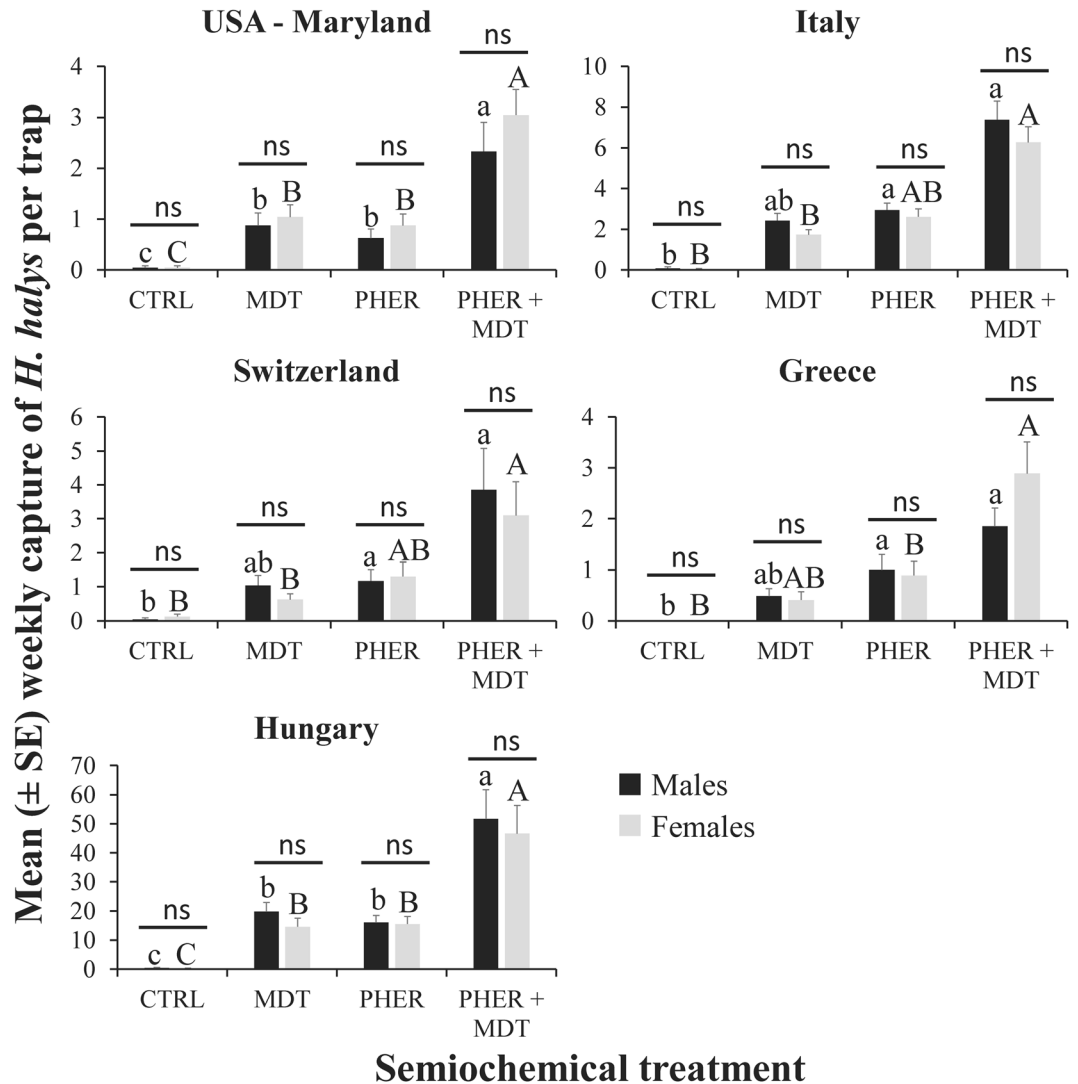 Mean (± SE) weekly capture of H. halys per trap
USA - Maryland
4
3
2
1
0
ns
ns
ns
ns
c C
b B
b B
a A
CTRL MDT PHER PHER +
MDT
Italy
10
8
6
4
2
0
ns
ns
ns
ns
b B
ab B
a AB
a A
CTRL MDT PHER PHER +
MDT
Switzerland
6
5
4
3
2
1
0
ns
ns
ns
ns
b B
ab B
a AB
a A
CTRL MDT PHER PHER +
MDT
Greece
4
3
2
1
0
ns
ns
ns
ns
b B
ab AB
a B
a A
CTRL MDT PHER PHER +
MDT
Hungary
70
60
50
40
30
20
10
0
ns
ns
ns
ns
c C
b B
b B
a A
CTRL MDT PHER PHER +
MDT
Males
Females
Semiochemical treatment